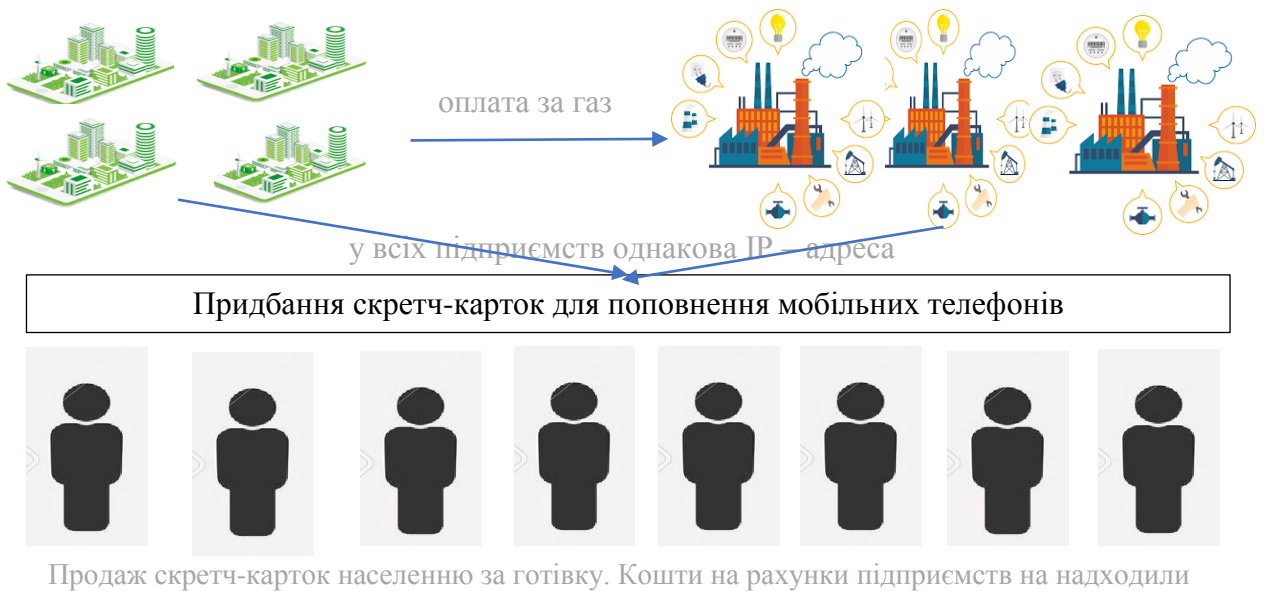 оплата за газ
у всіх підприємств однакова IP – адреса
Придбання скретч-карток для поповнення мобільних телефонів
Продаж скретч-карток населенню за готівку. Кошти на рахунки підприємств на надходили